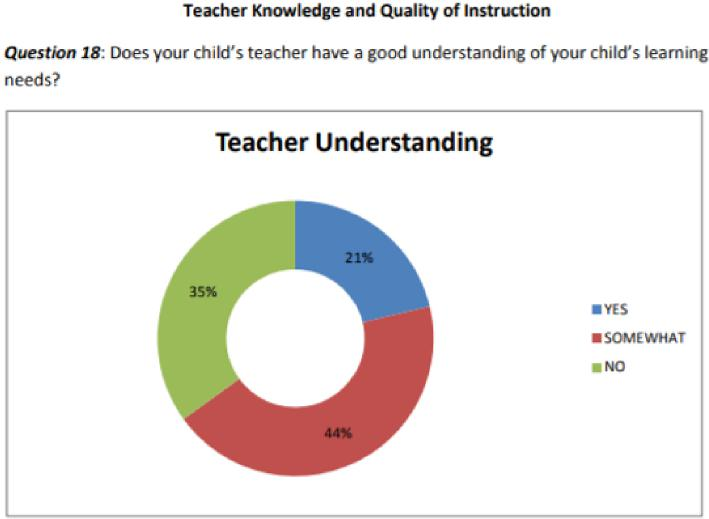 Teacher Knowledge and Quality of Instruction
Question 18: Does your child's teacher have a good understanding of your child's learning
needs?
Teacher Understanding
21%
35%
YES
SOMEWHAT
NO
44%